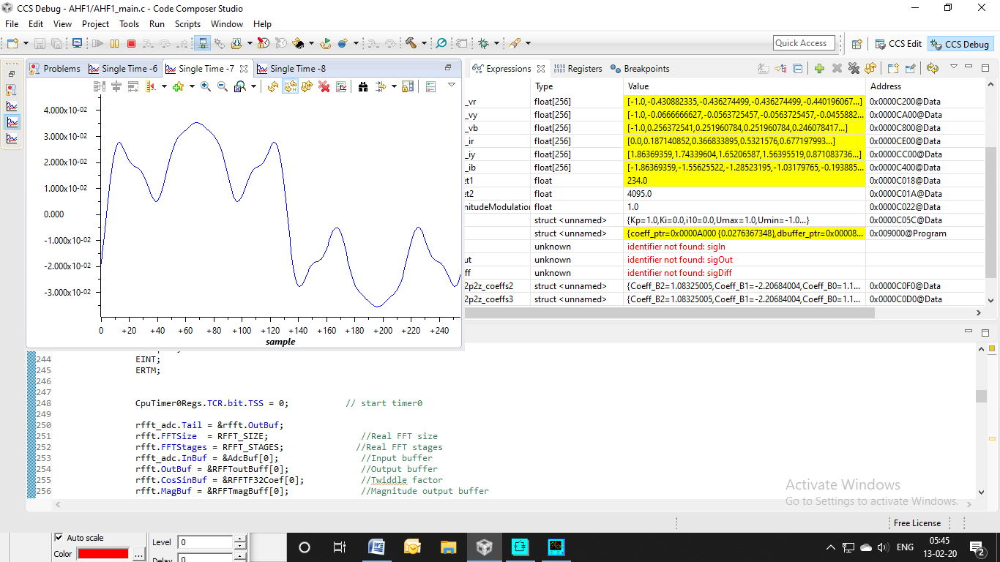 CCS Debug - AHF1/AHF1_main.c - Code Composer Studio
File Edit View Project Tools Run Scripts Window Help
Quick Access CCS Edit CCS Debug
Problems Single Time -6 Single Time -7 Single Time -8
4.000x10-02
3.000x10-02
2.000x10-02
1.000x10-02
0.000
-1.000x10-02
-2.000x10-02
-3.000x10-02
0 +20 +40 +60 +80 +100 +120 +140 +160 +180 +200 +220 +240
sample
Expressions Registers Breakpoints
Type Value Address
_vr float[256] [-1.0,-0.430882335,-0.436274499,-0.436274499,-0.440196067...] 0x0000C200@Data
_vy float[256] [-1.0,-0.0666666627,-0.0563725457,-0.0563725457,-0.0455882... 0x0000CA00@Data
_vb float[256] [-1.0,0.256372541,0.251960784,0.251960784,0.246078417...] 0x0000C800@Data
_ir float[256] [0.0,0.187140852,0.366833895,0.5321576,0.677197993...] 0x0000CE00@Data
_iy float[256] [1.86369359,1.74339604,1.65206587,1.56395519,0.871083736...] 0x0000CC00@Data
_ib float[256] [-1.86369359,-1.55625522,-1.28523195,-1.03179765,-0.193885... 0x0000C400@Data
et1 float 234.0 0x0000C018@Data
et2 float 4095.0 0x0000C01A@Data
nitudeModulation float 1.0 0x0000C022@Data
struct <unnamed> {Kp=1.0,Ki=0.0,i10=0.0,Umax=1.0,Umin=-1.0...} 0x0000C05C@Data
struct <unnamed> {coeff_ptr=0x0000A000 {0.0276367348},dbuffer_ptr=0x00008... 0x009000@Program
unknown identifier not found: sigIn
ut unknown identifier not found: sigOut
ff unknown identifier not found: sigDiff
2p2z_coeffs2 struct <unnamed> {Coeff_B2=1.08325005,Coeff_B1=-2.20684004,Coeff_B0=1.1... 0x0000C0F0@Data
2p2z_coeffs3 struct <unnamed> {Coeff_B2=1.08325005,Coeff_B1=-2.20684004,Coeff_B0=1.1... 0x0000C0D0@Data
244 EINT;
245 ERTM;
246
247
248 CpuTimer0Regs.TCR.bit.TSS = 0; // start timer0
249
250 rfft_adc.Tail = &rfft.OutBuf;
251 rfft.FFTSize = RFFT_SIZE; //Real FFT size
252 rfft.FFTStages = RFFT_STAGES; //Real FFT stages
253 rfft_adc.InBuf = &AdcBuf[0]; //Input buffer
254 rfft.OutBuf = &RFFToutBuff[0]; //Output buffer
255 rfft.CosSinBuf = &RFFTF32Coef[0]; //Twiddle factor
256 rfft.MagBuf = &RFFTmagBuff[0]; //Magnitude output buffer
Activate Windows
Go to Settings to activate Windows.
Free License
Auto scale
Color ...
Level 0
Delay 0
ENG
05:45
13-02-20
2